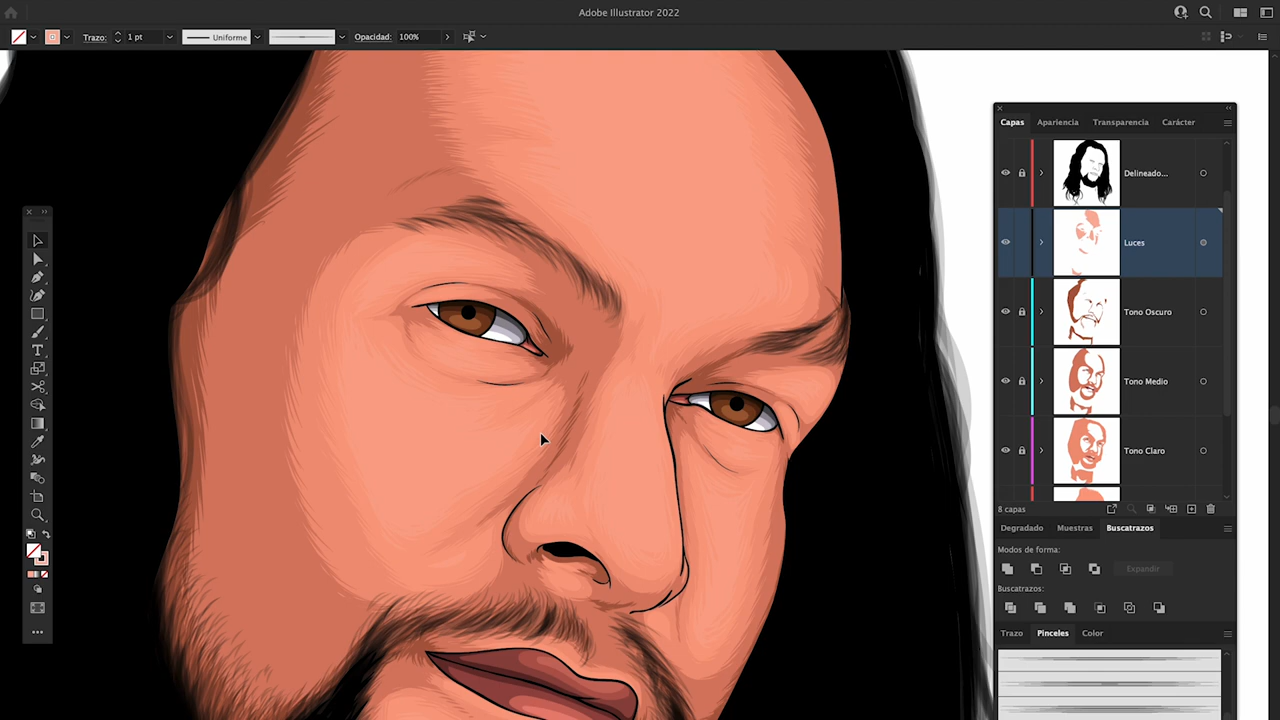 Adobe Illustrator 2022
Trazo: 1 pt Uniforme Opacidad: 100%
Capas Apariencia Transparencia Carácter
Delineado...
Luces
Tono Oscuro
Tono Medio
Tono Claro
8 capas
Degradado Muestras Buscatrazos
Modos de forma:
Expandir
Buscatrazos:
Trazo Pinceles Color